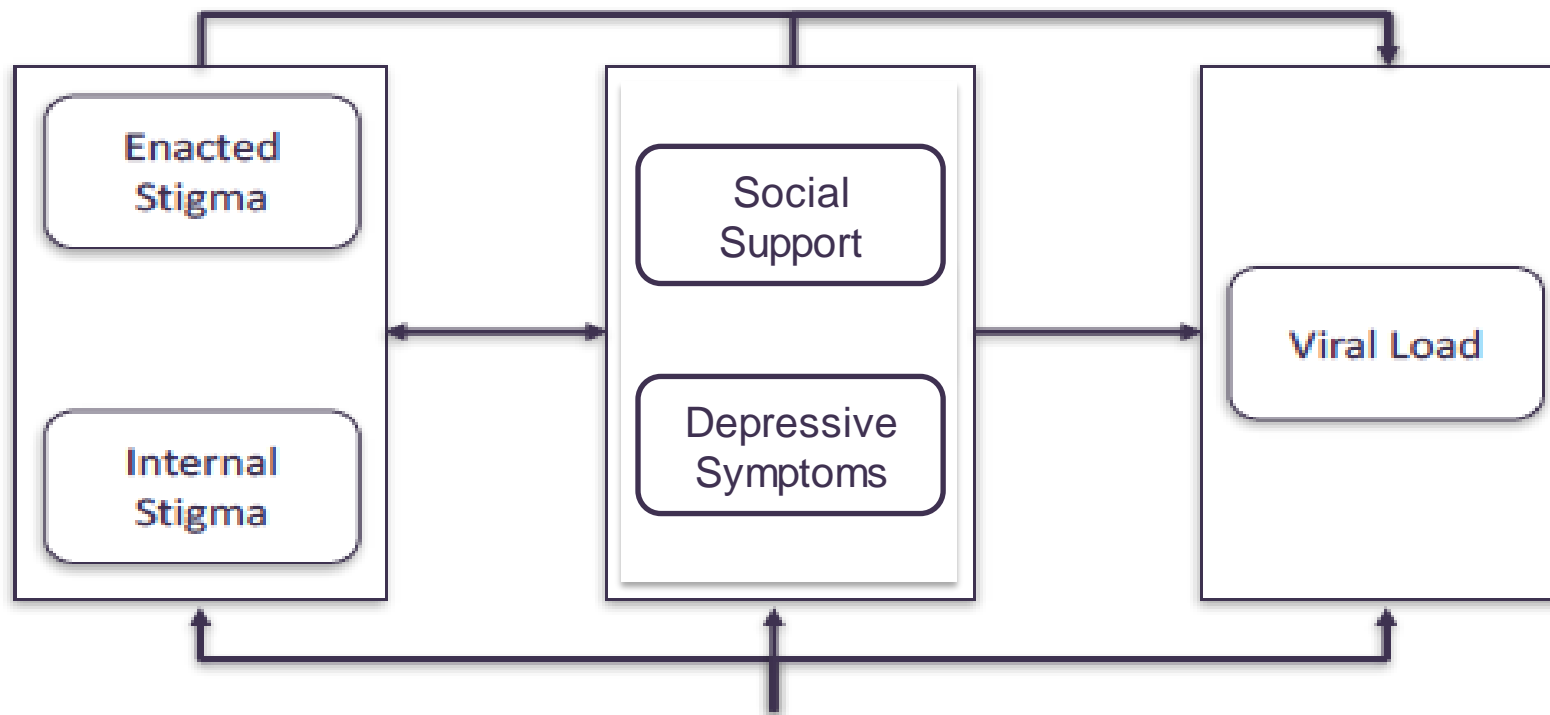 Enacted
Stigma
Internal
Stigma
Social
Support
Depressive
Symptoms
Viral Load